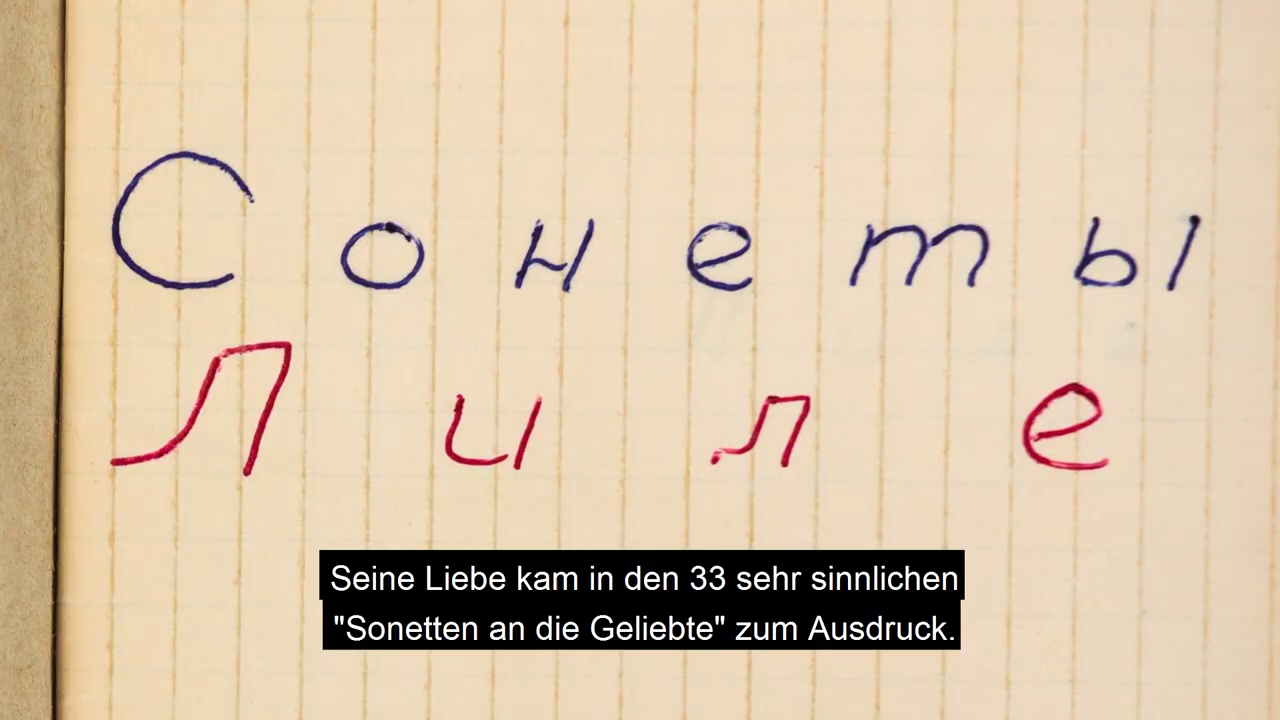 Сонеты
Лиле
Seine Liebe kam in den 33 sehr sinnlichen
"Sonetten an die Geliebte" zum Ausdruck.